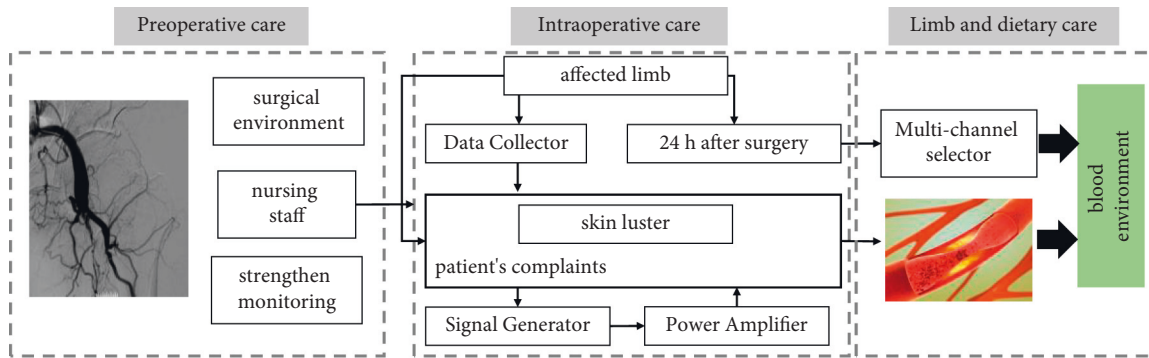 Preoperative care
Intraoperative care
Limb and dietary care
surgical
environment
nursing
staff
strengthen
monitoring
affected limb
Data Collector
24 h after surgery
skin luster
patient's complaints
Signal Generator
Power Amplifier
Multi-channel
selector
blood
environment